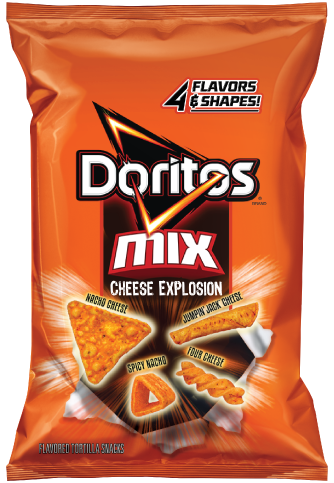 4 FLAVORS
& SHAPES!
Doritos
MIX
CHEESE EXPLOSION
NACHO CHEESE
JUMPIN JACK CHEESE
SPICY NACHO
FOUR CHEESE
FLAVORED TORTILLA SNACKS